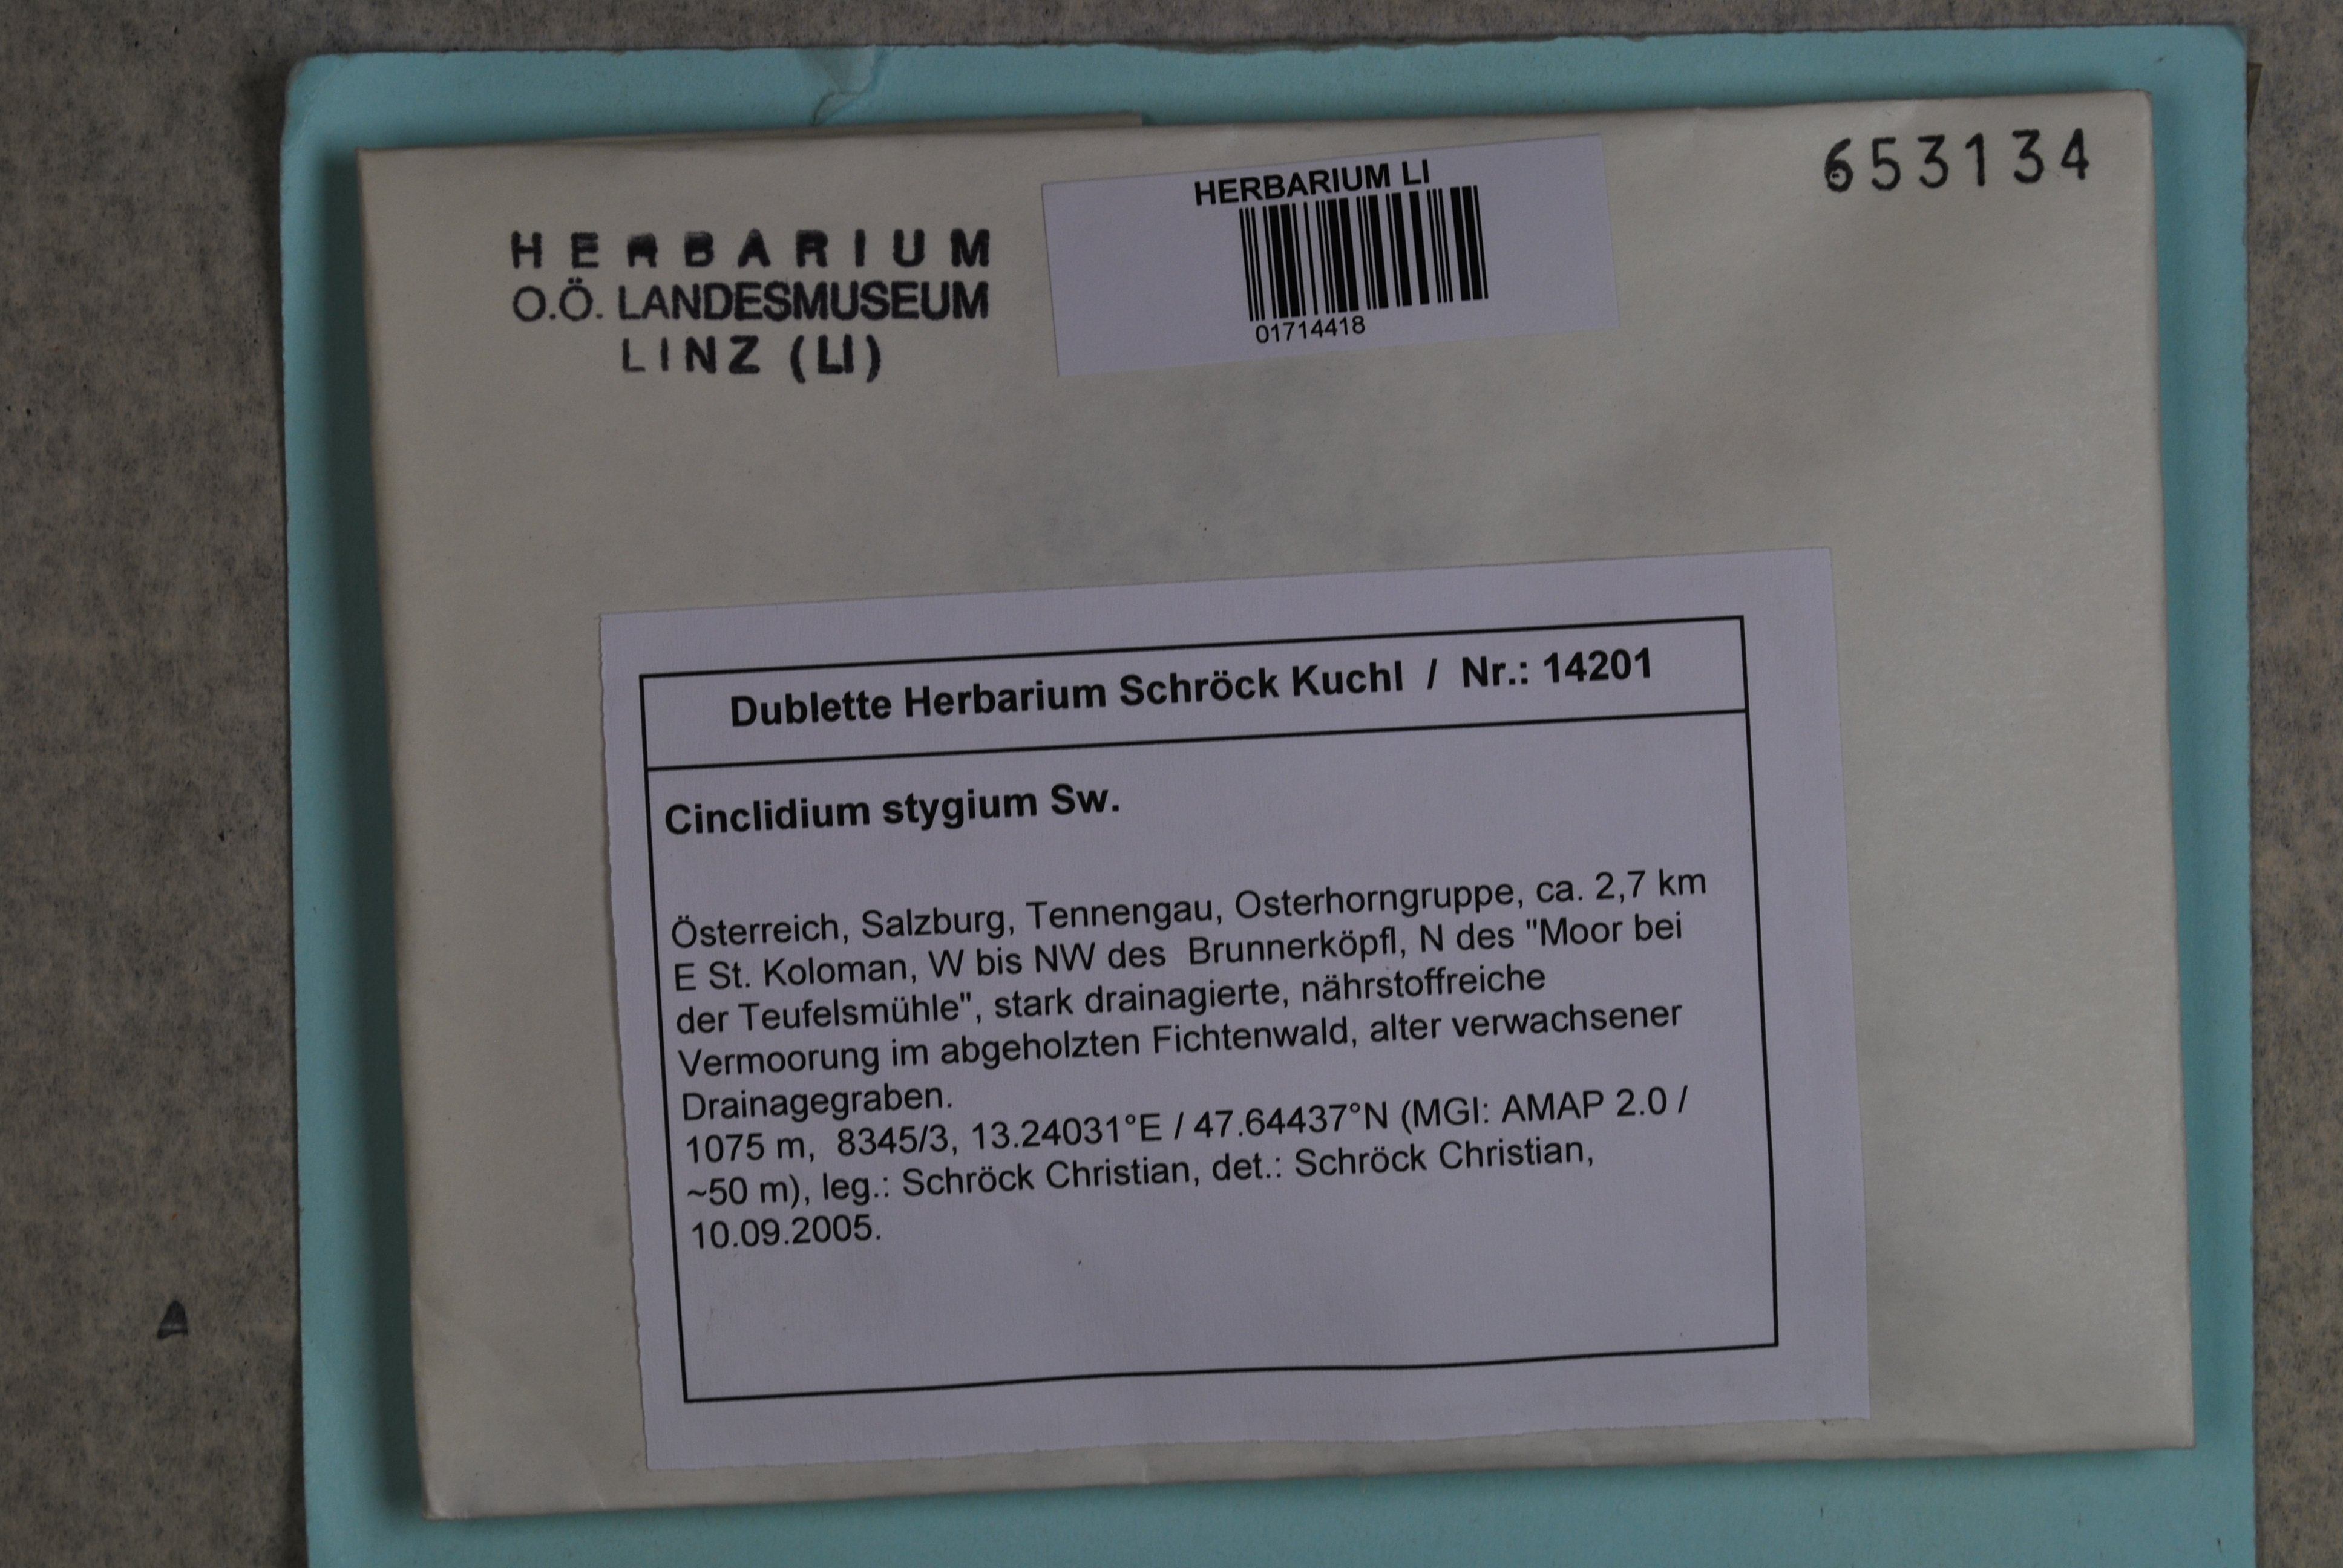 HERBARIUM
O.Ö. LANDESMUSEUM
LINZ (LI)
HERBARIUM LI
01714418
653134
Dublette Herbarium Schröck Kuchl / Nr.: 14201
Cinclidium stygium Sw.
Österreich, Salzburg, Tennengau, Osterhorngruppe, ca. 2,7 km
E St. Koloman, W bis NW des Brunnerköpfl, N des "Moor bei
der Teufelsmühle", stark drainagierte, nährstoffreiche
Vermoorung im abgeholzten Fichtenwald, alter verwachsener
Drainagegraben.
1075 m, 8345/3, 13.24031°E / 47.64437°N (MGI: AMAP 2.0 /
~50 m), leg.: Schröck Christian, det.: Schröck Christian,
10.09.2005.